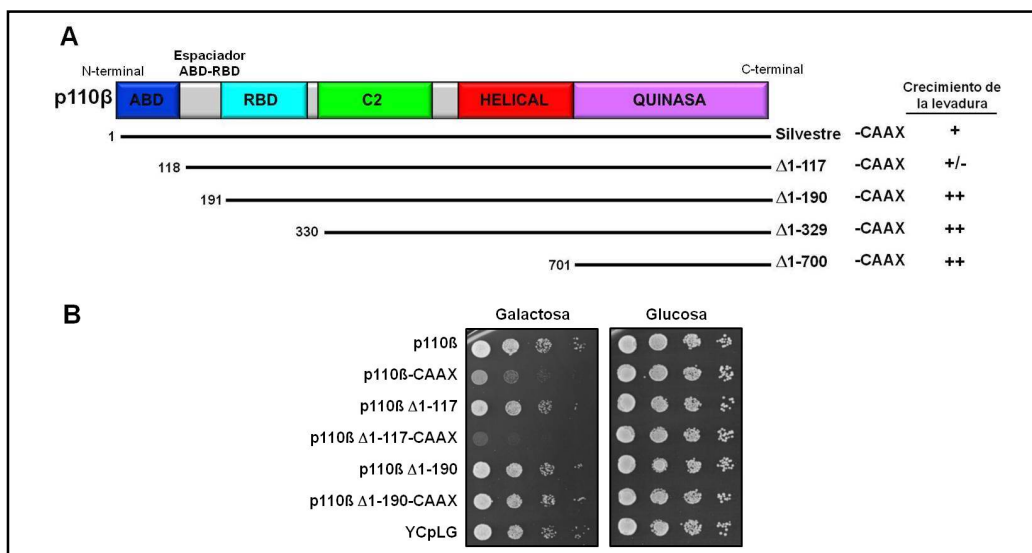 A
N-terminal
Espaciador
ABD-RBD
C-terminal
p110β
ABD
RBD
C2
HELICAL
QUINASA
Crecimiento de
la levadura
1
Silvestre -CAAX +
118
Δ1-117 -CAAX +/-
191
Δ1-190 -CAAX ++
330
Δ1-329 -CAAX ++
701
Δ1-700 -CAAX ++
B
Galactosa
Glucosa
p110ß
p110ß-CAAX
p110ß Δ1-117
p110ß Δ1-117-CAAX
p110ß Δ1-190
p110ß Δ1-190-CAAX
YCpLG